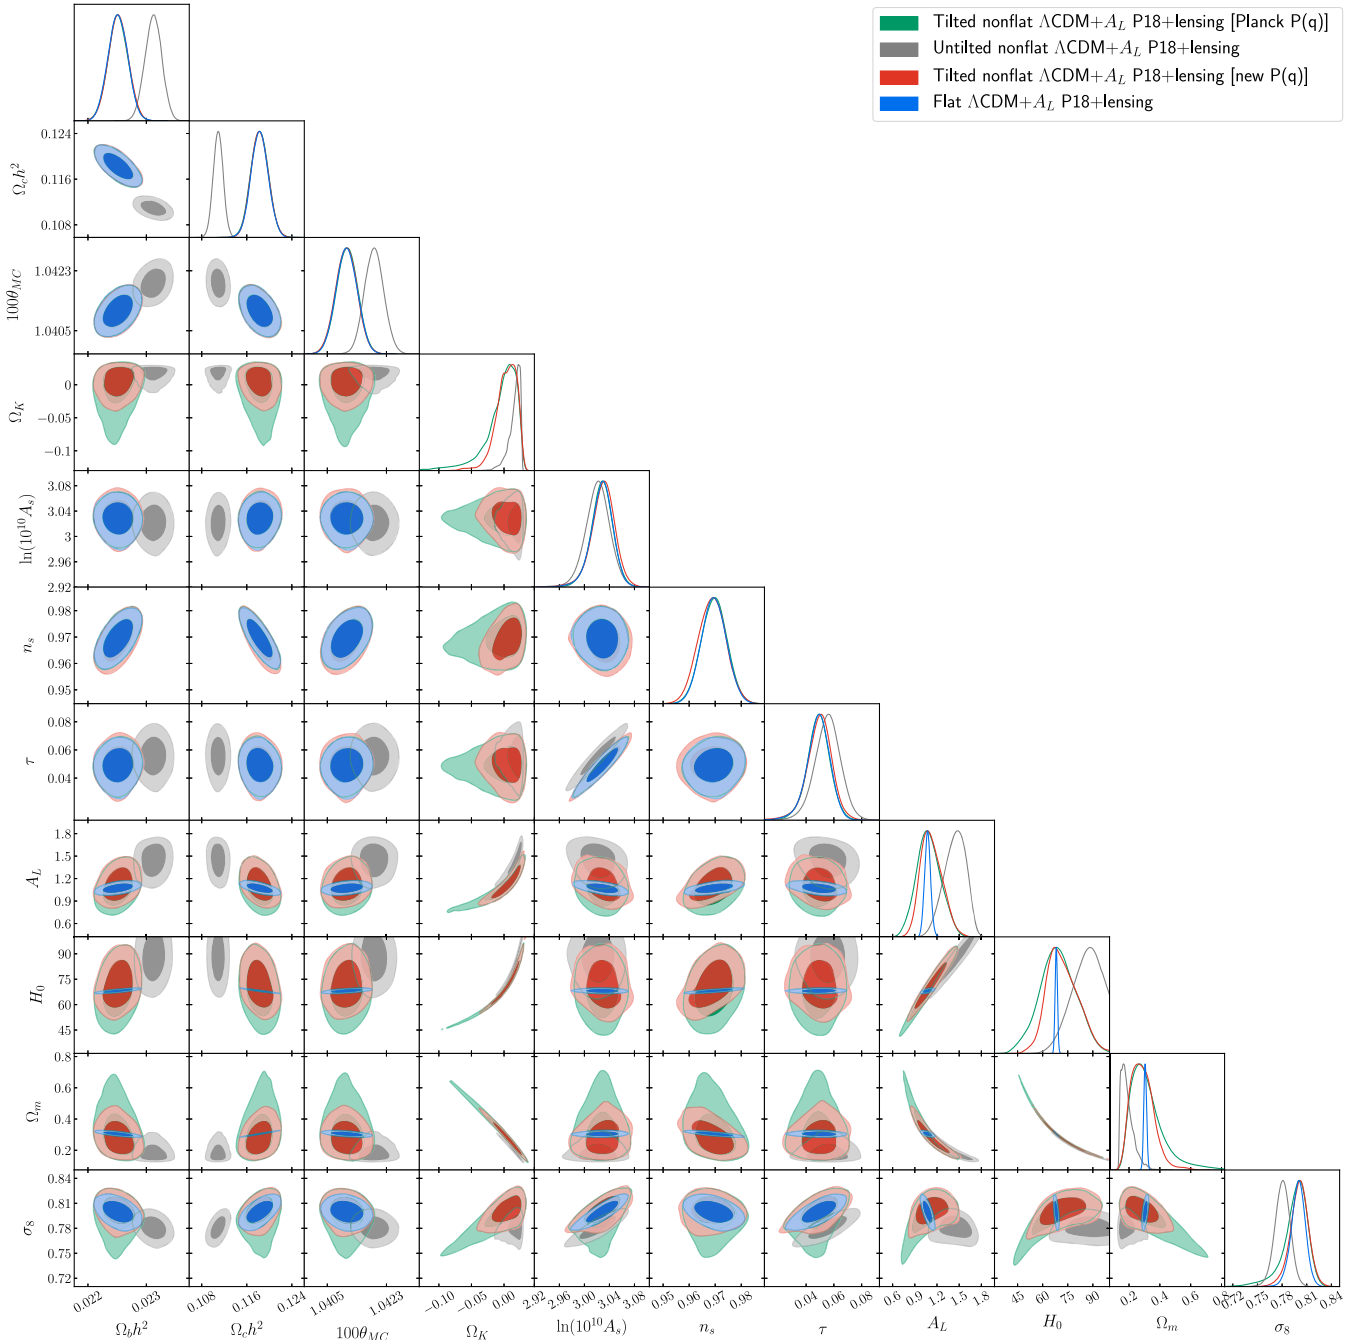 Tilted nonflat ΛCDM+A_L P18+lensing [Planck P(q)]
Untilted nonflat ΛCDM+A_L P18+lensing
Tilted nonflat ΛCDM+A_L P18+lensing [new P(q)]
Flat ΛCDM+A_L P18+lensing
0.124
0.116
0.108
Ω_c h²
1.0423
1.0405
100θ_MC
0
−0.05
−0.1
Ω_K
3.08
3.04
3
2.96
2.92
ln(10¹⁰A_s)
0.98
0.97
0.96
0.95
n_s
0.08
0.06
0.04
τ
1.8
1.5
1.2
0.9
0.6
A_L
90
75
60
45
H_0
0.8
0.6
0.4
0.2
Ω_m
0.84
0.81
0.78
0.75
0.72
σ_8
0.022 0.023 0.108 0.116 0.124 1.0405 1.0423 −0.10 −0.05 0.00 2.92 2.96 3.00 3.04 3.08 0.95 0.96 0.97 0.98 0.04 0.06 0.08 0.6 0.9 1.2 1.5 1.8 45 60 75 90 0.2 0.4 0.6 0.8 0.72 0.75 0.78 0.81 0.84
Ω_b h² Ω_c h² 100θ_MC Ω_K ln(10¹⁰A_s) n_s τ A_L H_0 Ω_m σ_8